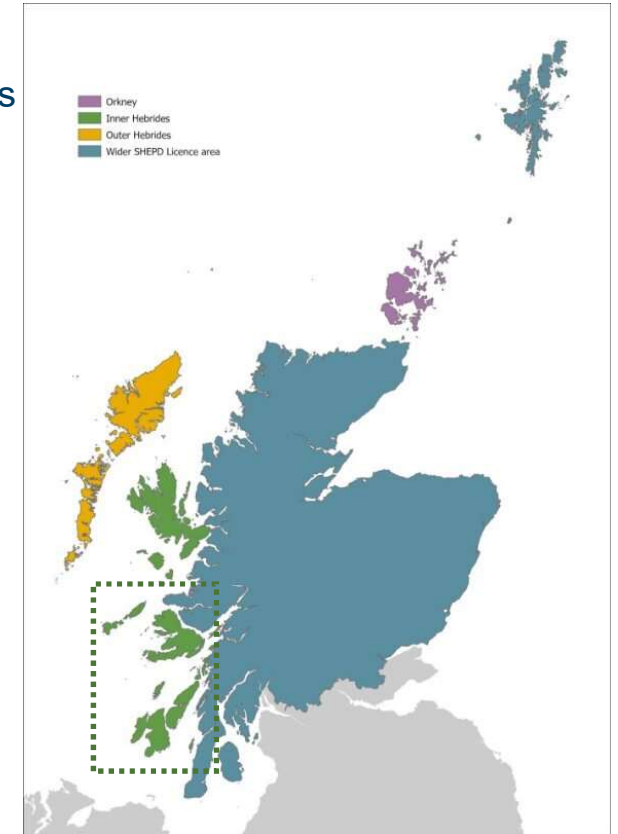 s
Orkney
Inner Hebrides
Outer Hebrides
Wider SHEPD Licence area